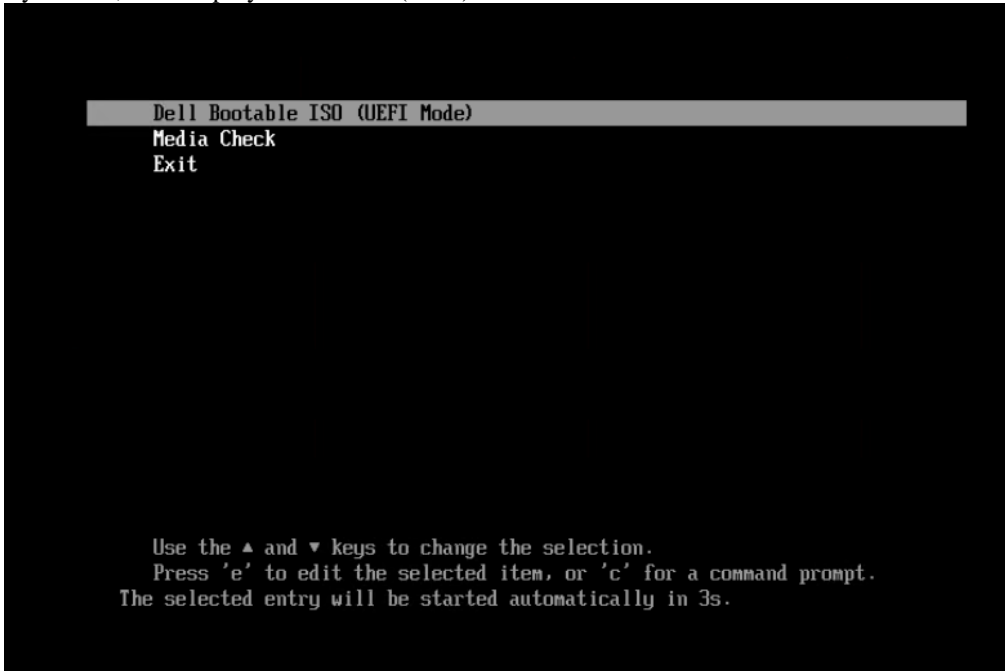 Dell Bootable ISO (UEFI Mode)
Media Check
Exit
Use the ▲ and ▼ keys to change the selection.
Press 'e' to edit the selected item, or 'c' for a command prompt.
The selected entry will be started automatically in 3s.